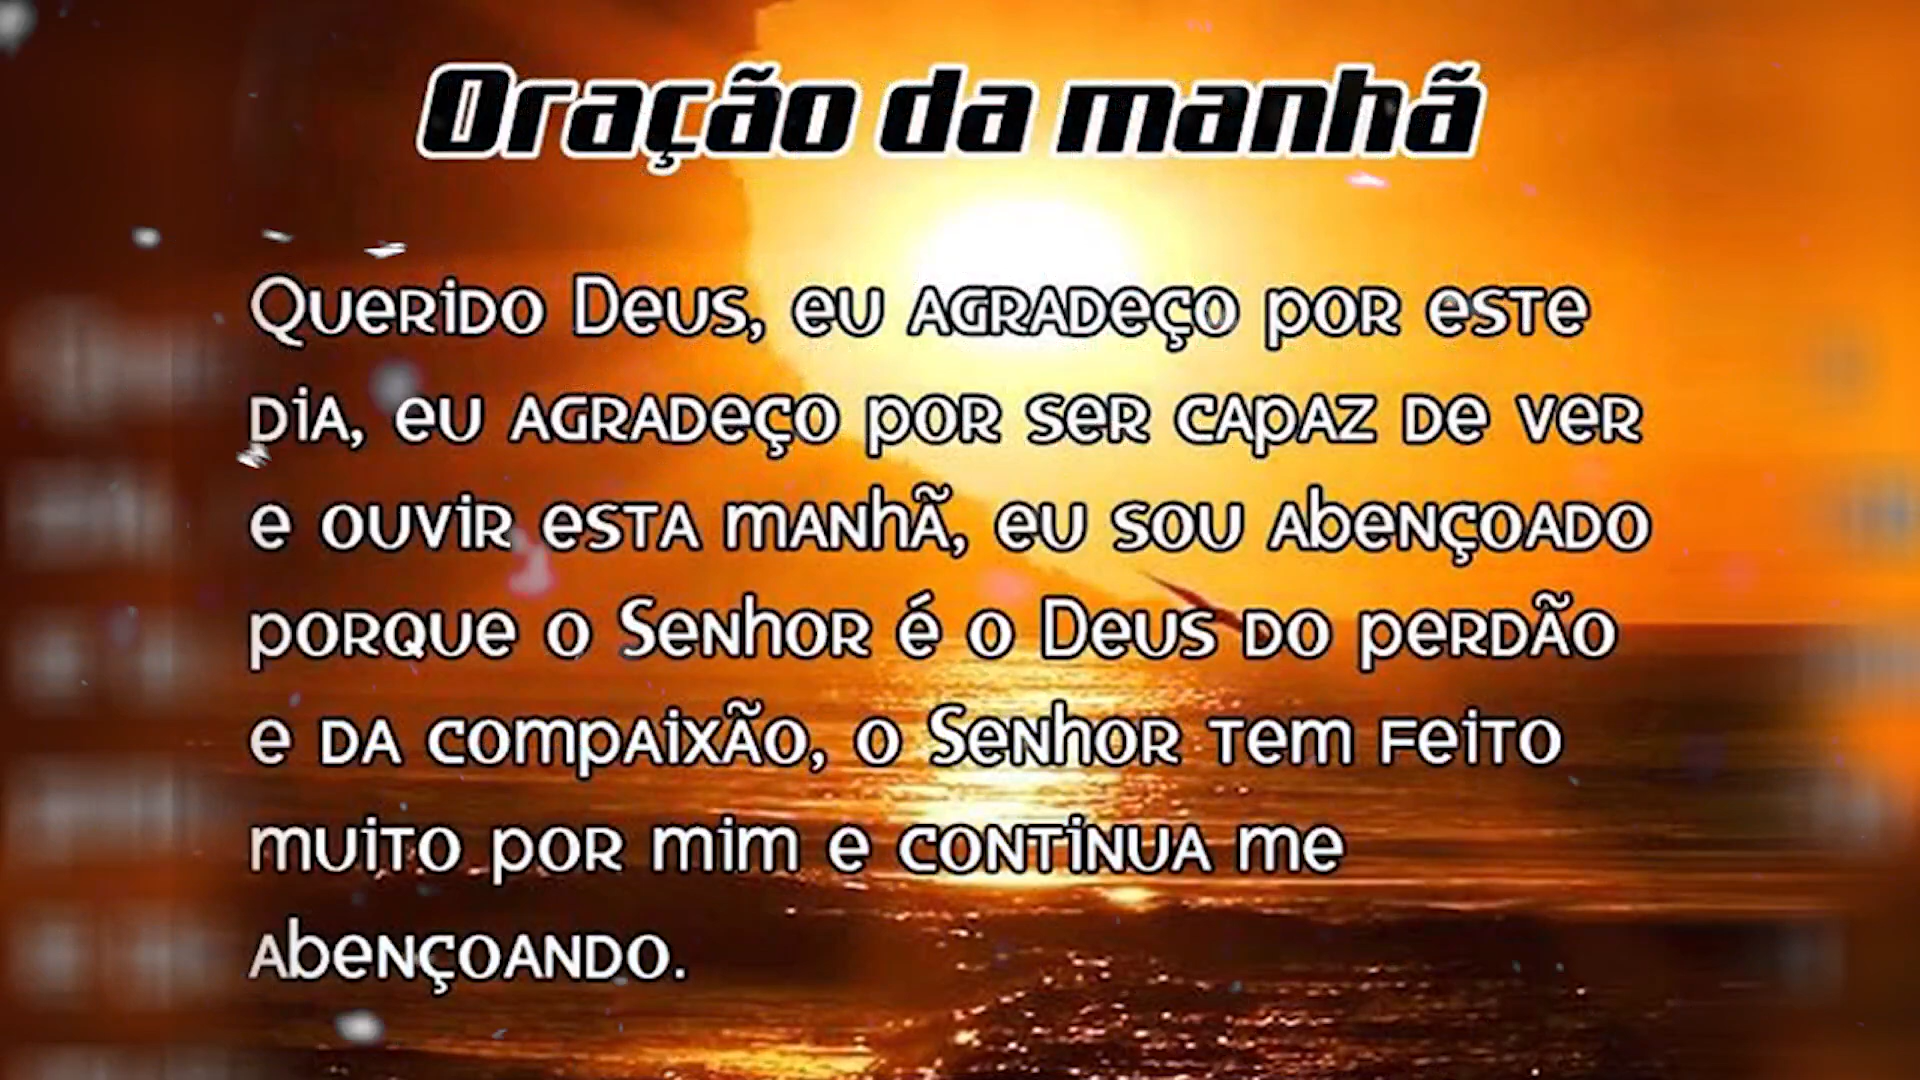 Oração da manhã
Querido Deus, eu agradeço por este
dia, eu agradeço por ser capaz de ver
e ouvir esta manhã, eu sou abençoado
porque o Senhor é o Deus do perdão
e da compaixão, o Senhor tem feito
muito por mim e continua me
abençoando.